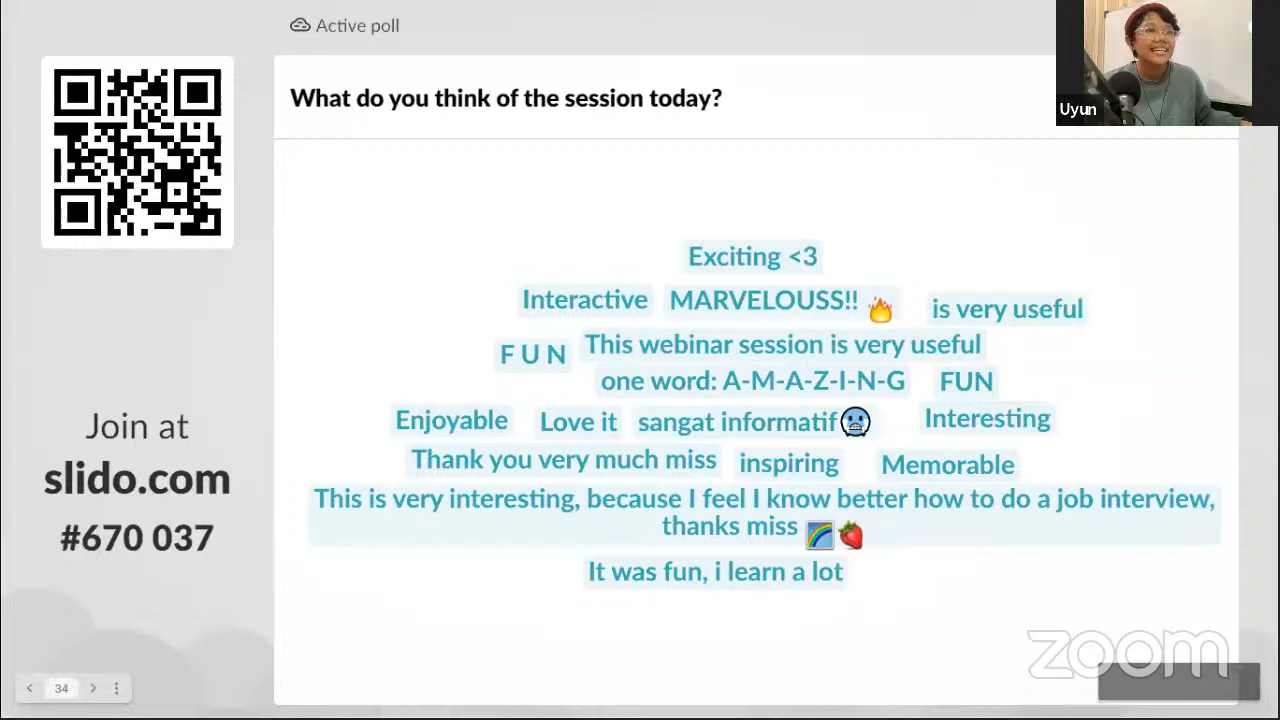 Active poll
What do you think of the session today?
Uyun
Exciting <3
Interactive MARVELOUSS!! 🔥 is very useful
F U N This webinar session is very useful
one word: A-M-A-Z-I-N-G FUN
Enjoyable Love it sangat informatif🥶 Interesting
Thank you very much miss inspiring Memorable
This is very interesting, because I feel I know better how to do a job interview,
thanks miss 🌈🍓
It was fun, i learn a lot
Join at
slido.com
#670 037
34
zoom